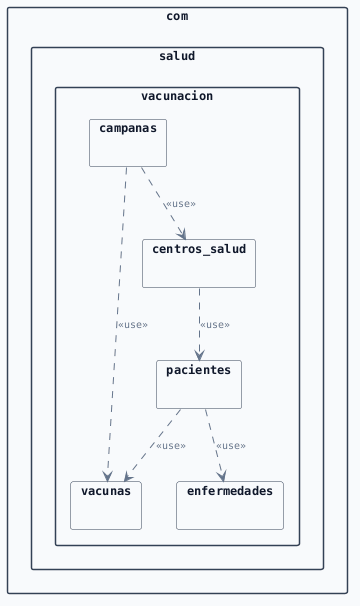 com
salud
vacunacion
campanas
«use»
centros_salud
«use»
«use»
pacientes
«use»
«use»
vacunas
enfermedades